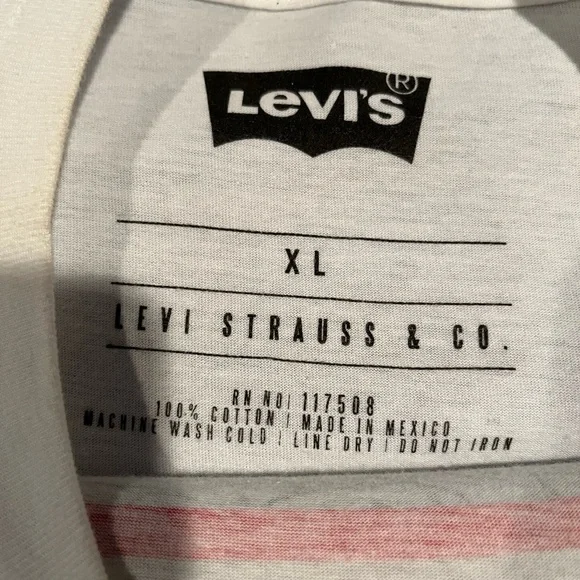 LEVI'S®
XL
LEVI STRAUSS & CO.
RN NO| 117508
100% COTTON | MADE IN MEXICO
MACHINE WASH COLD | LINE DRY | DO NOT IRON